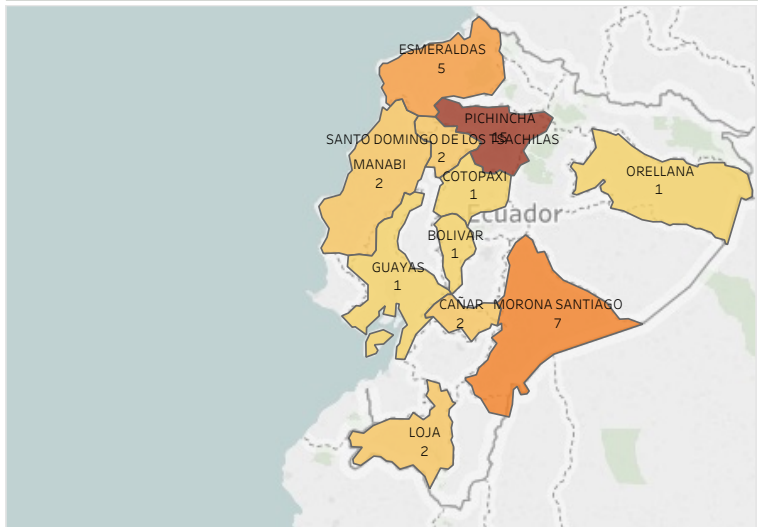 ESMERALDAS
5
PICHINCHA
SANTO DOMINGO DE LOS TSACHILAS
2
MANABI
2
COTOPAXI
1
ORELLANA
1
Ecuador
BOLIVAR
1
GUAYAS
1
CAÑAR
2
MORONA SANTIAGO
7
LOJA
2